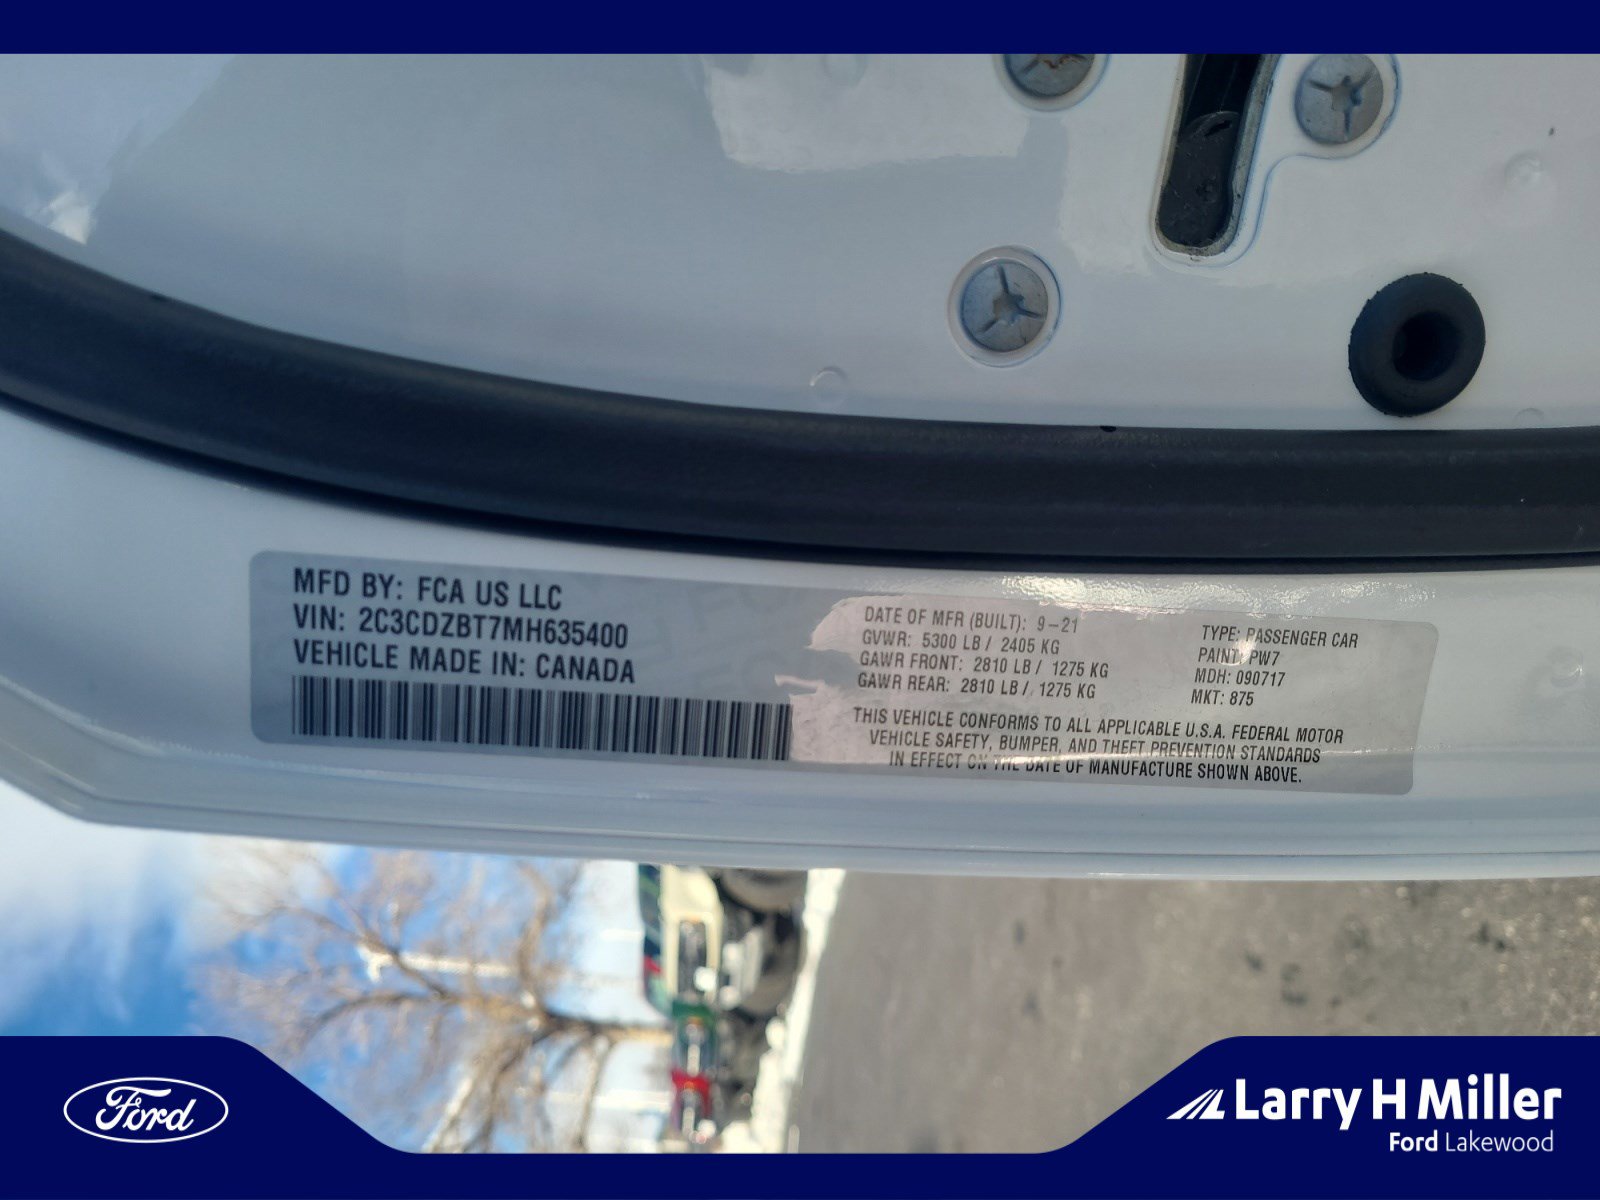 MFD BY: FCA US LLC
VIN: 2C3CDZBT7MH635400
VEHICLE MADE IN: CANADA
DATE OF MFR (BUILT): 9-21
GVWR: 5300 LB / 2405 KG
GAWR FRONT: 2810 LB / 1275 KG
GAWR REAR: 2810 LB / 1275 KG
TYPE: PASSENGER CAR
PAINT: PW7
MDH: 090717
MKT: 875
THIS VEHICLE CONFORMS TO ALL APPLICABLE U.S.A. FEDERAL MOTOR
VEHICLE SAFETY, BUMPER, AND THEFT PREVENTION STANDARDS
IN EFFECT ON THE DATE OF MANUFACTURE SHOWN ABOVE.
Ford
Larry H Miller
Ford Lakewood